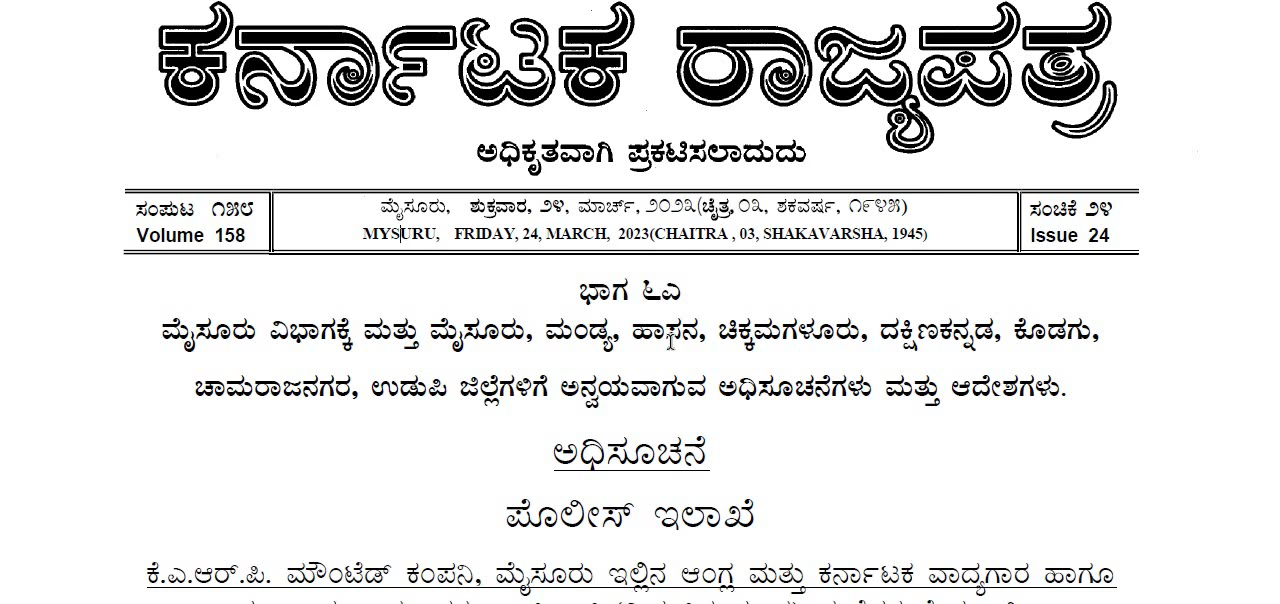 ಕರ್ನಾಟಕ ರಾಜ್ಯಪತ್ರ
ಅಧಿಕೃತವಾಗಿ ಪ್ರಕಟಿಸಲಾದುದು
ಸಂಪುಟ ೧೫೮
Volume 158
ಮೈಸೂರು, ಶುಕ್ರವಾರ, ೨೪, ಮಾರ್ಚ್, ೨೦೨೩(ಚೈತ್ರ, ೦೩, ಶಕವರ್ಷ, ೧೯೪೫)
MYSURU, FRIDAY, 24, MARCH, 2023(CHAITRA , 03, SHAKAVARSHA, 1945)
ಸಂಚಿಕೆ ೨೪
Issue 24
ಭಾಗ ೬ಎ
ಮೈಸೂರು ವಿಭಾಗಕ್ಕೆ ಮತ್ತು ಮೈಸೂರು, ಮಂಡ್ಯ, ಹಾಸನ, ಚಿಕ್ಕಮಗಳೂರು, ದಕ್ಷಿಣಕನ್ನಡ, ಕೊಡಗು,
ಚಾಮರಾಜನಗರ, ಉಡುಪಿ ಜಿಲ್ಲೆಗಳಿಗೆ ಅನ್ವಯವಾಗುವ ಅಧಿಸೂಚನೆಗಳು ಮತ್ತು ಆದೇಶಗಳು.
ಅಧಿಸೂಚನೆ
ಪೊಲೀಸ್ ಇಲಾಖೆ
ಕೆ.ಎ.ಆರ್.ಪಿ. ಮೌಂಟೆಡ್ ಕಂಪನಿ, ಮೈಸೂರು ಇಲ್ಲಿನ ಆಂಗ್ಲ ಮತ್ತು ಕರ್ನಾಟಕ ವಾದ್ಯಗಾರ ಹಾಗೂ